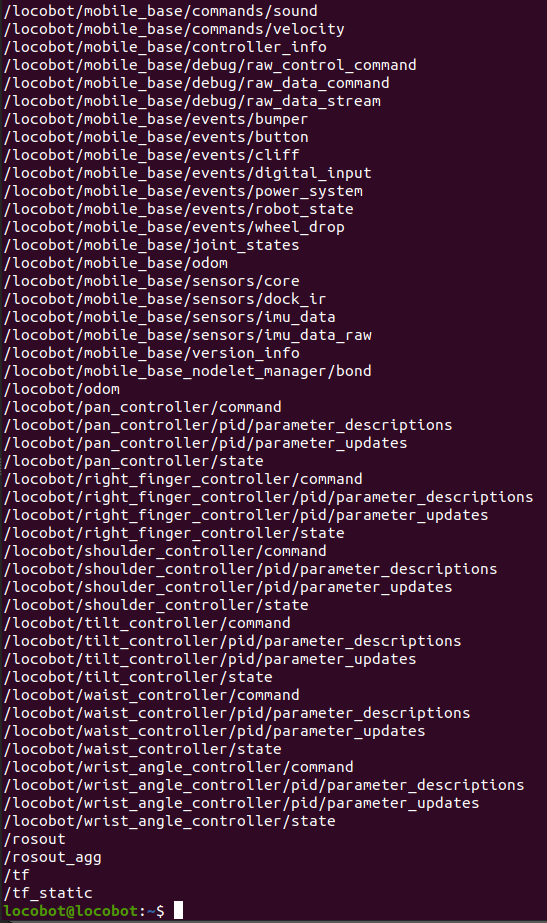 /locobot/mobile_base/commands/sound
/locobot/mobile_base/commands/velocity
/locobot/mobile_base/controller_info
/locobot/mobile_base/debug/raw_control_command
/locobot/mobile_base/debug/raw_data_command
/locobot/mobile_base/debug/raw_data_stream
/locobot/mobile_base/events/bumper
/locobot/mobile_base/events/button
/locobot/mobile_base/events/cliff
/locobot/mobile_base/events/digital_input
/locobot/mobile_base/events/power_system
/locobot/mobile_base/events/robot_state
/locobot/mobile_base/events/wheel_drop
/locobot/mobile_base/joint_states
/locobot/mobile_base/odom
/locobot/mobile_base/sensors/core
/locobot/mobile_base/sensors/dock_ir
/locobot/mobile_base/sensors/imu_data
/locobot/mobile_base/sensors/imu_data_raw
/locobot/mobile_base/version_info
/locobot/mobile_base_nodelet_manager/bond
/locobot/odom
/locobot/pan_controller/command
/locobot/pan_controller/pid/parameter_descriptions
/locobot/pan_controller/pid/parameter_updates
/locobot/pan_controller/state
/locobot/right_finger_controller/command
/locobot/right_finger_controller/pid/parameter_descriptions
/locobot/right_finger_controller/pid/parameter_updates
/locobot/right_finger_controller/state
/locobot/shoulder_controller/command
/locobot/shoulder_controller/pid/parameter_descriptions
/locobot/shoulder_controller/pid/parameter_updates
/locobot/shoulder_controller/state
/locobot/tilt_controller/command
/locobot/tilt_controller/pid/parameter_descriptions
/locobot/tilt_controller/pid/parameter_updates
/locobot/tilt_controller/state
/locobot/waist_controller/command
/locobot/waist_controller/pid/parameter_descriptions
/locobot/waist_controller/pid/parameter_updates
/locobot/waist_controller/state
/locobot/wrist_angle_controller/command
/locobot/wrist_angle_controller/pid/parameter_descriptions
/locobot/wrist_angle_controller/pid/parameter_updates
/locobot/wrist_angle_controller/state
/rosout
/rosout_agg
/tf
/tf_static
locobot@locobot:~$